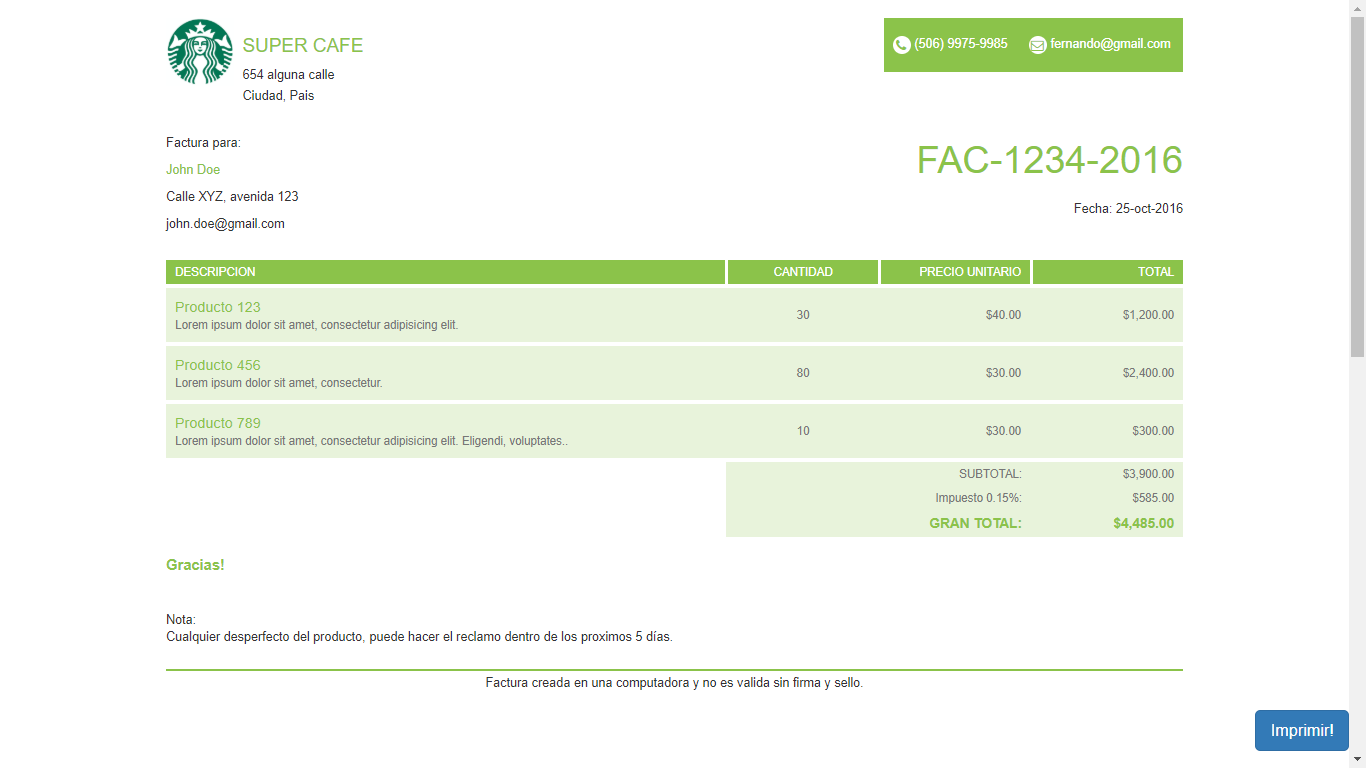 SUPER CAFE
654 alguna calle
Ciudad, Pais
(506) 9975-9985 fernando@gmail.com
Factura para:
John Doe
Calle XYZ, avenida 123
john.doe@gmail.com
FAC-1234-2016
Fecha: 25-oct-2016
DESCRIPCION CANTIDAD PRECIO UNITARIO TOTAL
Producto 123
Lorem ipsum dolor sit amet, consectetur adipisicing elit.
30 $40.00 $1,200.00
Producto 456
Lorem ipsum dolor sit amet, consectetur.
80 $30.00 $2,400.00
Producto 789
Lorem ipsum dolor sit amet, consectetur adipisicing elit. Eligendi, voluptates..
10 $30.00 $300.00
SUBTOTAL: $3,900.00
Impuesto 0.15%: $585.00
GRAN TOTAL: $4,485.00
Gracias!
Nota:
Cualquier desperfecto del producto, puede hacer el reclamo dentro de los proximos 5 días.
Factura creada en una computadora y no es valida sin firma y sello.
Imprimir!